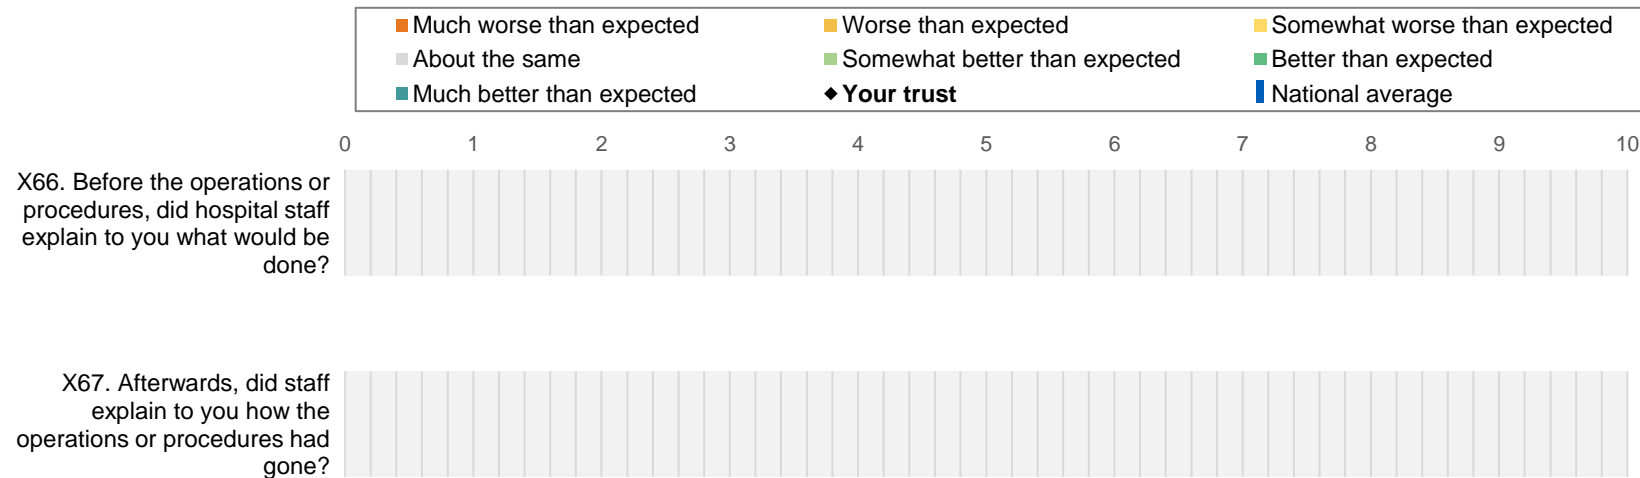 Much worse than expected Worse than expected Somewhat worse than expected
About the same Somewhat better than expected Better than expected
Much better than expected Your trust National average
0 1 2 3 4 5 6 7 8 9 10
X66. Before the operations or
procedures, did hospital staff
explain to you what would be
done?
X67. Afterwards, did staff
explain to you how the
operations or procedures had
gone?